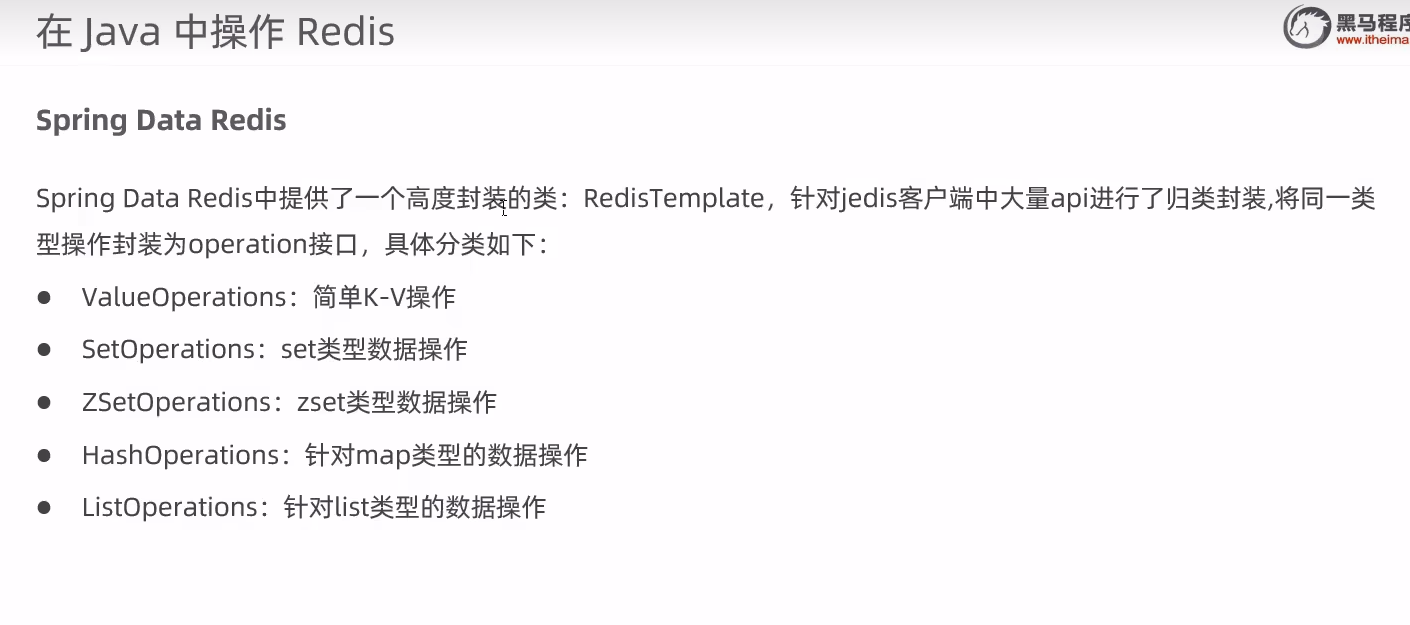 在 Java 中操作 Redis
黑马程序
www.itheima
Spring Data Redis
Spring Data Redis中提供了一个高度封装的类：RedisTemplate，针对jedis客户端中大量api进行了归类封装,将同一类
型操作封装为operation接口，具体分类如下：
● ValueOperations：简单K-V操作
● SetOperations：set类型数据操作
● ZSetOperations：zset类型数据操作
● HashOperations：针对map类型的数据操作
● ListOperations：针对list类型的数据操作